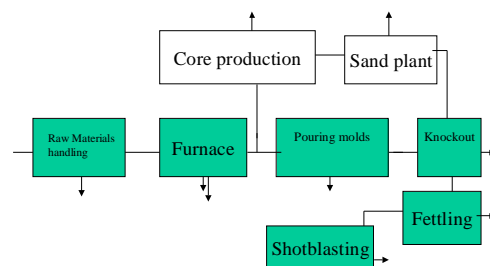 Core production
Sand plant
Raw Materials
handling
Furnace
Pouring molds
Knockout
Fettling
Shotblasting